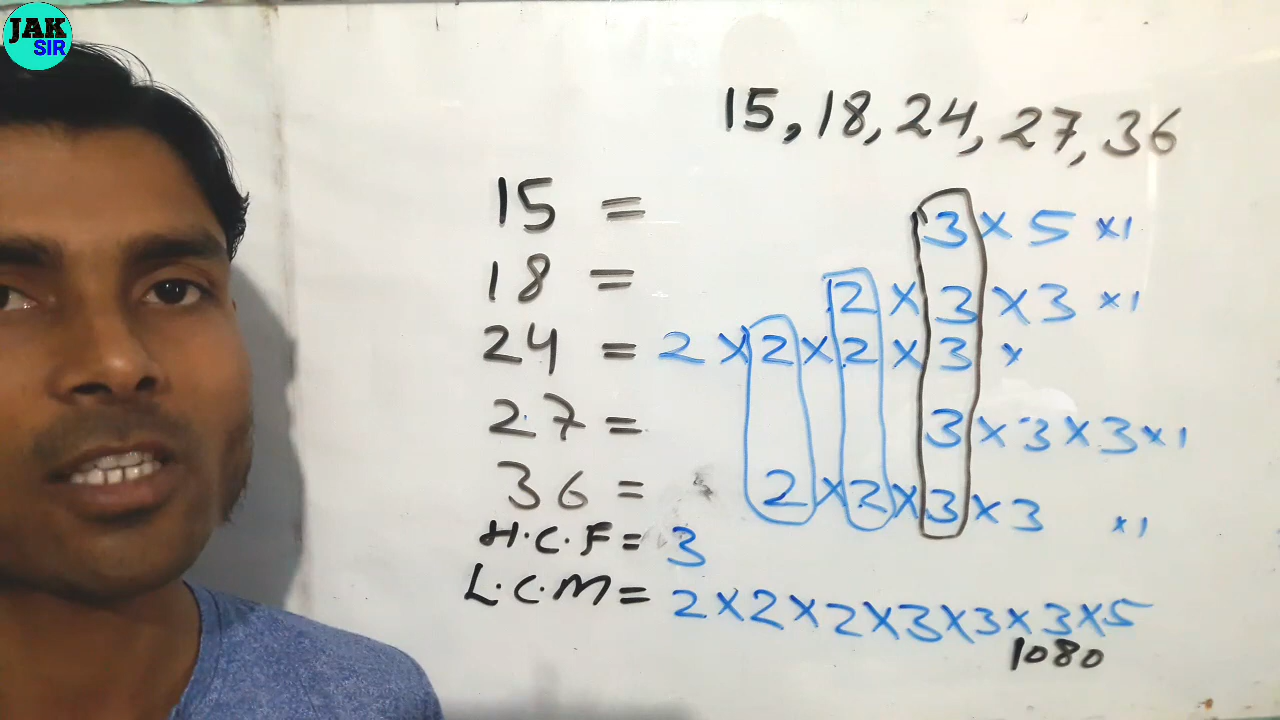 JAK
SIR
15, 18, 24, 27, 36
15 = 3 × 5 ×1
18 = 2 × 3 × 3 ×1
24 = 2 × 2 × 2 × 3 ×
27 = 3 × 3 × 3 ×1
36 = 2 × 2 × 3 × 3 ×1
H.C.F = 3
L.C.M = 2×2×2×3×3×3×5
1080